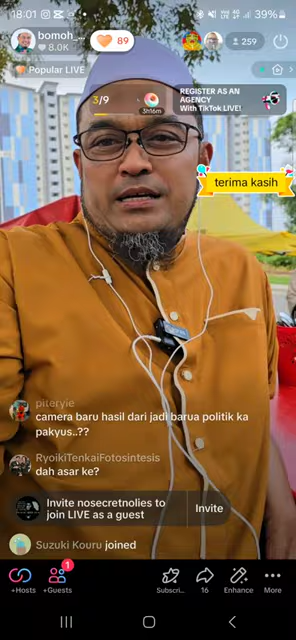 18:01
39%
bomoh_...
8.0K
89
259
Popular LIVE
3/9
3h16m
REGISTER AS AN
AGENCY
With TikTok LIVE!
terima kasih
piteryie
camera baru hasil dari jadi barua politik ka
pakyus..??
RyoikiTenkaiFotosintesis
dah asar ke?
Invite nosecretnolies to
join LIVE as a guest
Invite
Suzuki Kouru joined
1
+Hosts
+Guests
Subscri...
16
Enhance
More